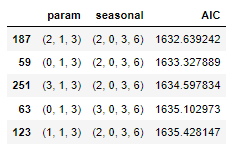 param seasonal AIC
187 (2, 1, 3) (2, 0, 3, 6) 1632.639242
59 (0, 1, 3) (2, 0, 3, 6) 1633.327889
251 (3, 1, 3) (2, 0, 3, 6) 1634.597834
63 (0, 1, 3) (3, 0, 3, 6) 1635.102973
123 (1, 1, 3) (2, 0, 3, 6) 1635.428147